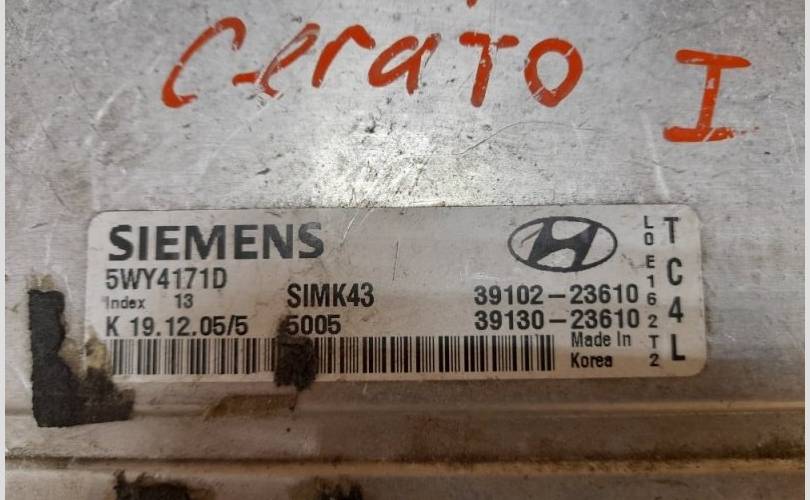 Cerato I
SIEMENS
5WY4171D
Index 13
SIMK43
K 19.12.05/5 5005
39102-23610
39130-23610
Made In
Korea
L0E162T2
TC4L